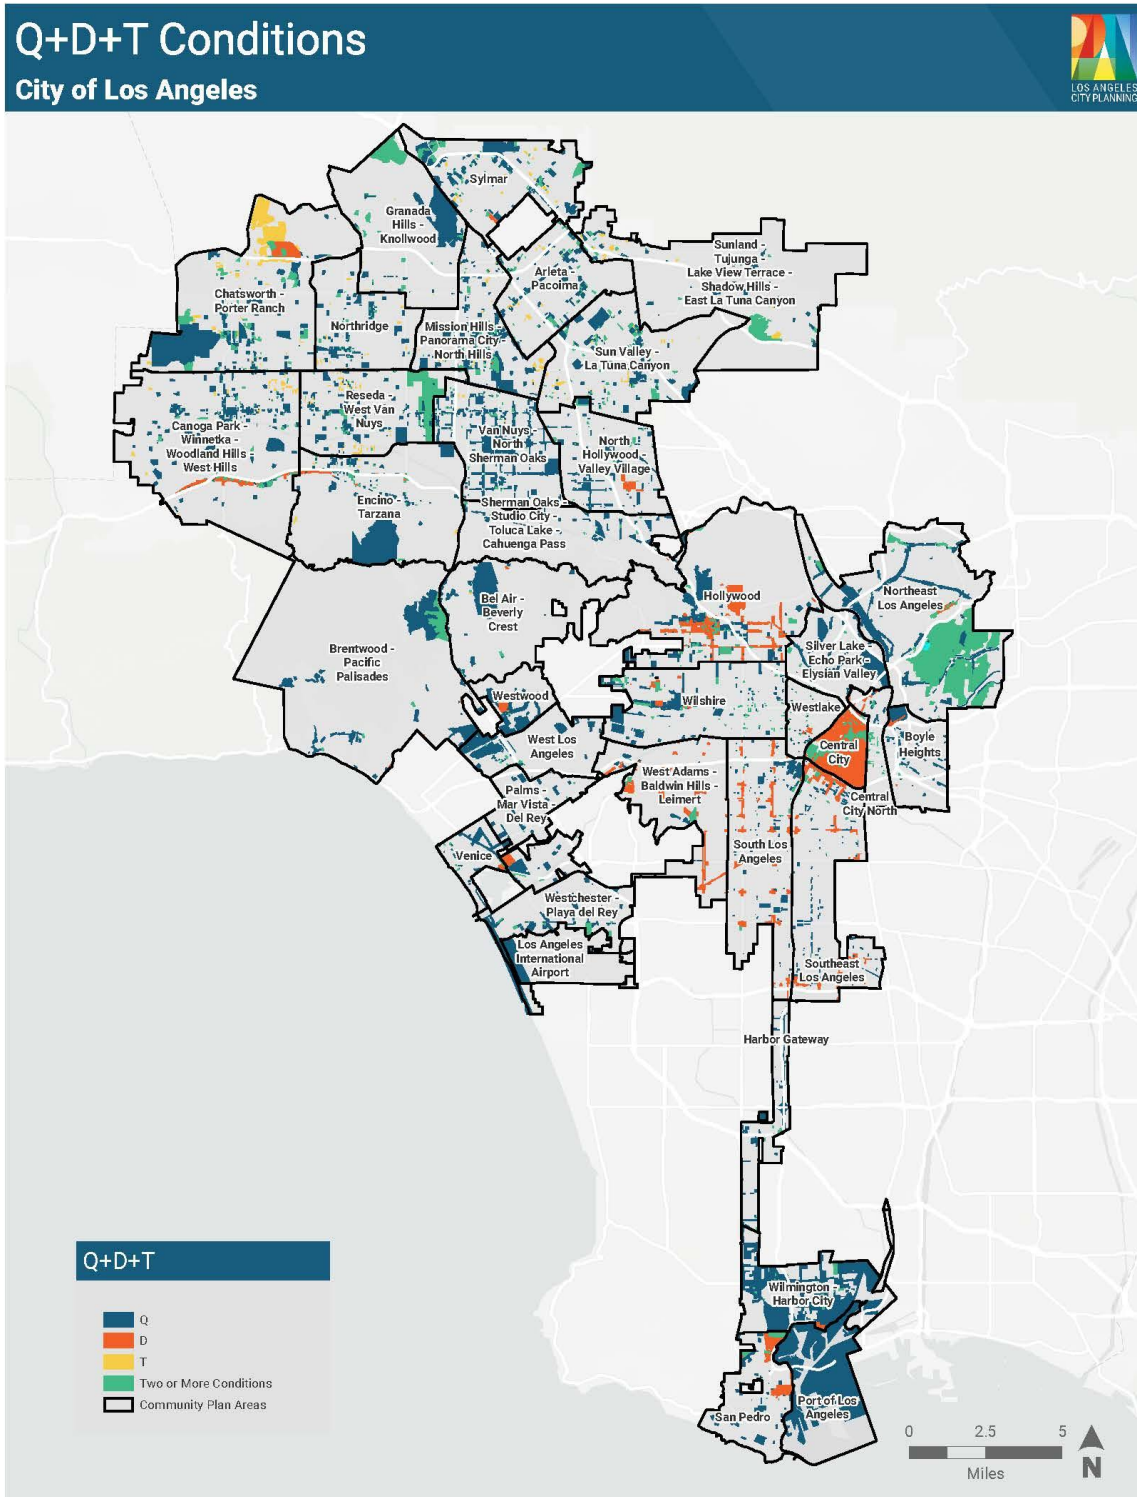 Q+D+T Conditions
City of Los Angeles
LOS ANGELES
CITY PLANNING
Sylmar
Granada
Hills -
Knollwood
Sunland -
Tujunga -
Lake View Terrace -
Shadow Hills -
East La Tuna Canyon
Arleta -
Pacoima
Chatsworth -
Porter Ranch
Northridge
Mission Hills -
Panorama City -
North Hills
Sun Valley -
La Tuna Canyon
Reseda -
West Van
Nuys
Canoga Park -
Winnetka -
Woodland Hills -
West Hills
Van Nuys -
North
Sherman Oaks
North
Hollywood -
Valley Village
Encino -
Tarzana
Sherman Oaks -
Studio City -
Toluca Lake -
Cahuenga Pass
Bel Air -
Beverly
Crest
Hollywood
Northeast
Los Angeles
Brentwood -
Pacific
Palisades
Silver Lake -
Echo Park -
Elysian Valley
Westwood
Wilshire
Westlake
West Los
Angeles
Central
City
Boyle
Heights
West Adams -
Baldwin Hills -
Leimert
Palms -
Mar Vista -
Del Rey
Central
City North
Venice
South Los
Angeles
Westchester -
Playa del Rey
Los Angeles
International
Airport
Southeast
Los Angeles
Harbor Gateway
Wilmington -
Harbor City
San Pedro
Port of Los
Angeles
Q+D+T
Q
D
T
Two or More Conditions
Community Plan Areas
0 2.5 5
Miles
N